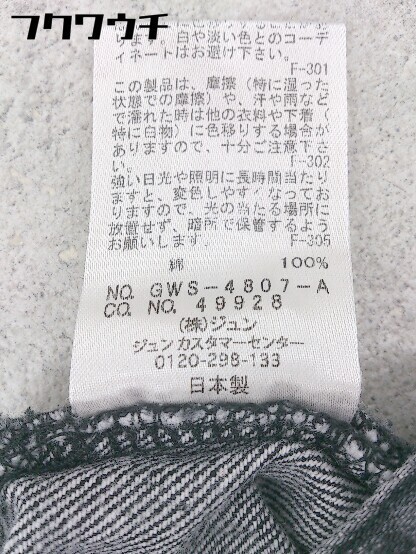 フクワウチ
ります。白や淡い色とのコーデ
ィネートはお避け下さい。
F-301
この製品は、摩擦(特に湿った
状態での摩擦)や、汗や雨など
で濡れた時は他の衣料や下着(
特に白物)に色移りする場合が
ありますので、十分ご注意下さ
い。
F-302
強い日光や照明に長時間当たり
ますと、変色しやすくなってお
りますので、光の当たる場所に
放置せず、暗所で保管するよう
お願いします。 F-305
綿 100%
NO. GWS-4807-A
CO. NO. 49928
(株)ジュン
ジュンカスタマーセンター
0120-298-133
日本製